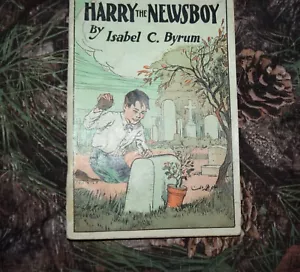 HARRY THE NEWSBOY
By Isabel C. Byrum